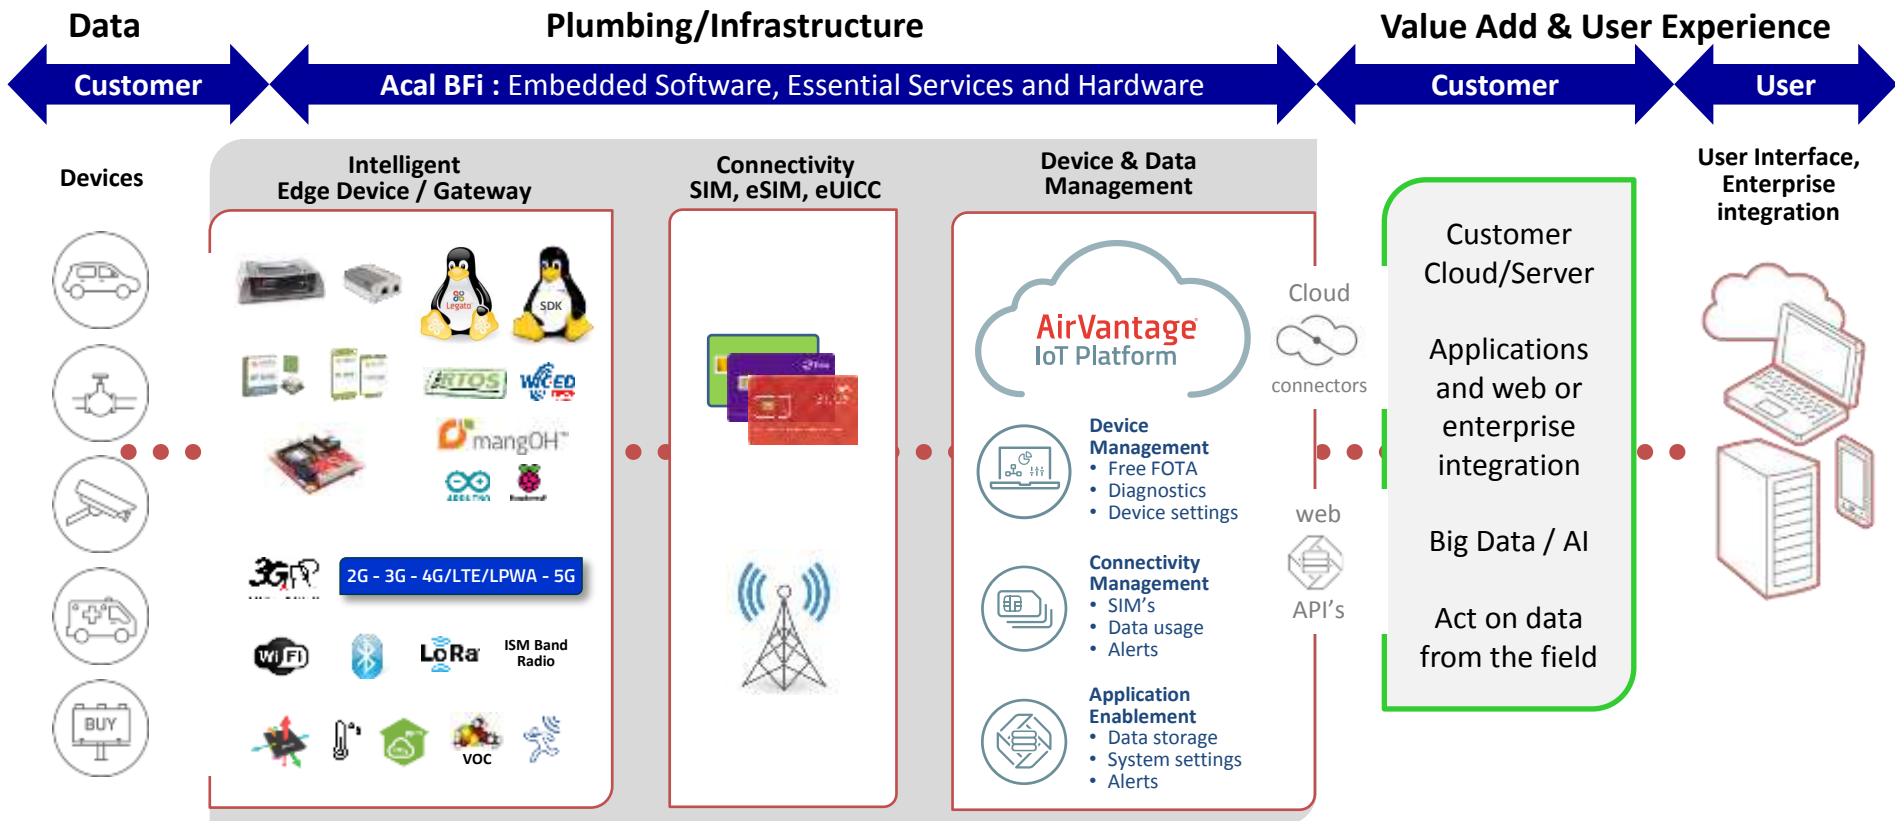 Data
Plumbing/Infrastructure
Value Add & User Experience
Customer
Acal BFi : Embedded Software, Essential Services and Hardware
Customer
User
Devices
Intelligent
Edge Device / Gateway
Connectivity
SIM, eSIM, eUICC
Device & Data
Management
User Interface,
Enterprise
integration
Legato
SDK
RTOS
WICED
mangOH™
ARDUINO
3G
2G - 3G - 4G/LTE/LPWA - 5G
Wi Fi
LoRa
ISM Band
Radio
VOC
BUY
AirVantage
IoT Platform
Device
Management
• Free FOTA
• Diagnostics
• Device settings
Connectivity
Management
• SIM's
• Data usage
• Alerts
Application
Enablement
• Data storage
• System settings
• Alerts
Cloud
connectors
web
API's
Customer
Cloud/Server
Applications
and web or
enterprise
integration
Big Data / AI
Act on data
from the field